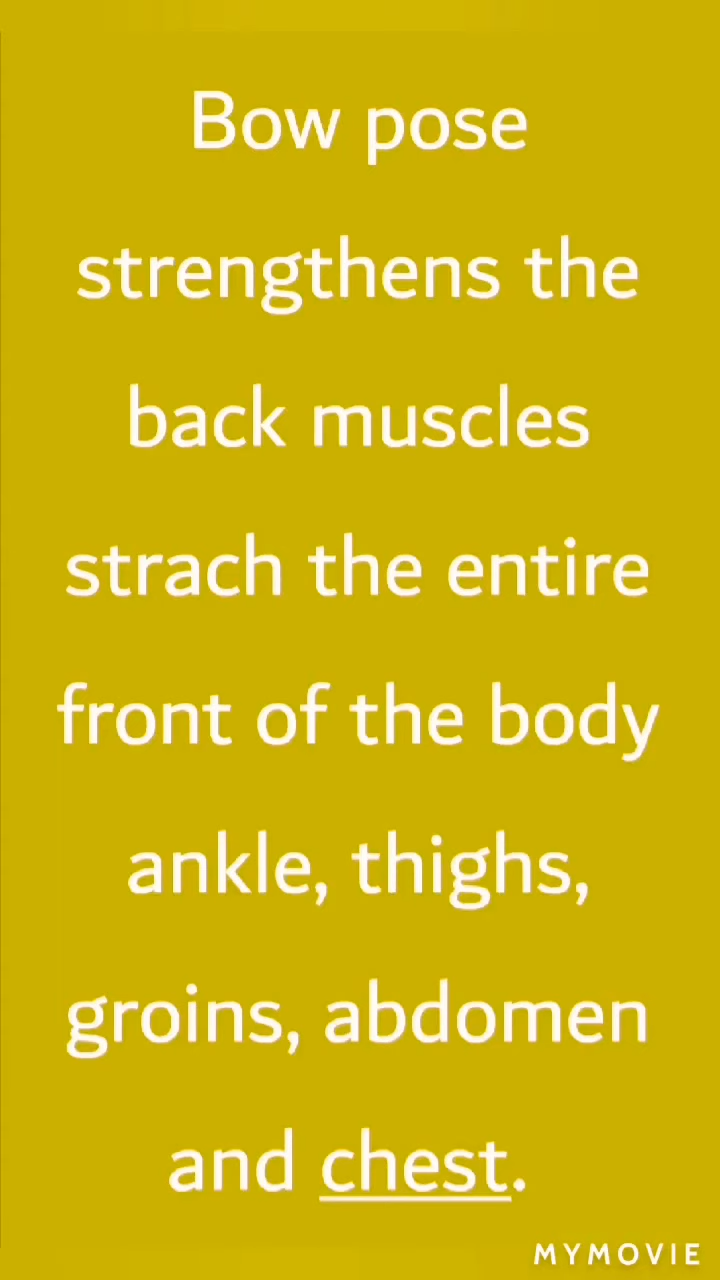 Bow pose
strengthens the
back muscles
strach the entire
front of the body
ankle, thighs,
groins, abdomen
and chest.
MYMOVIE